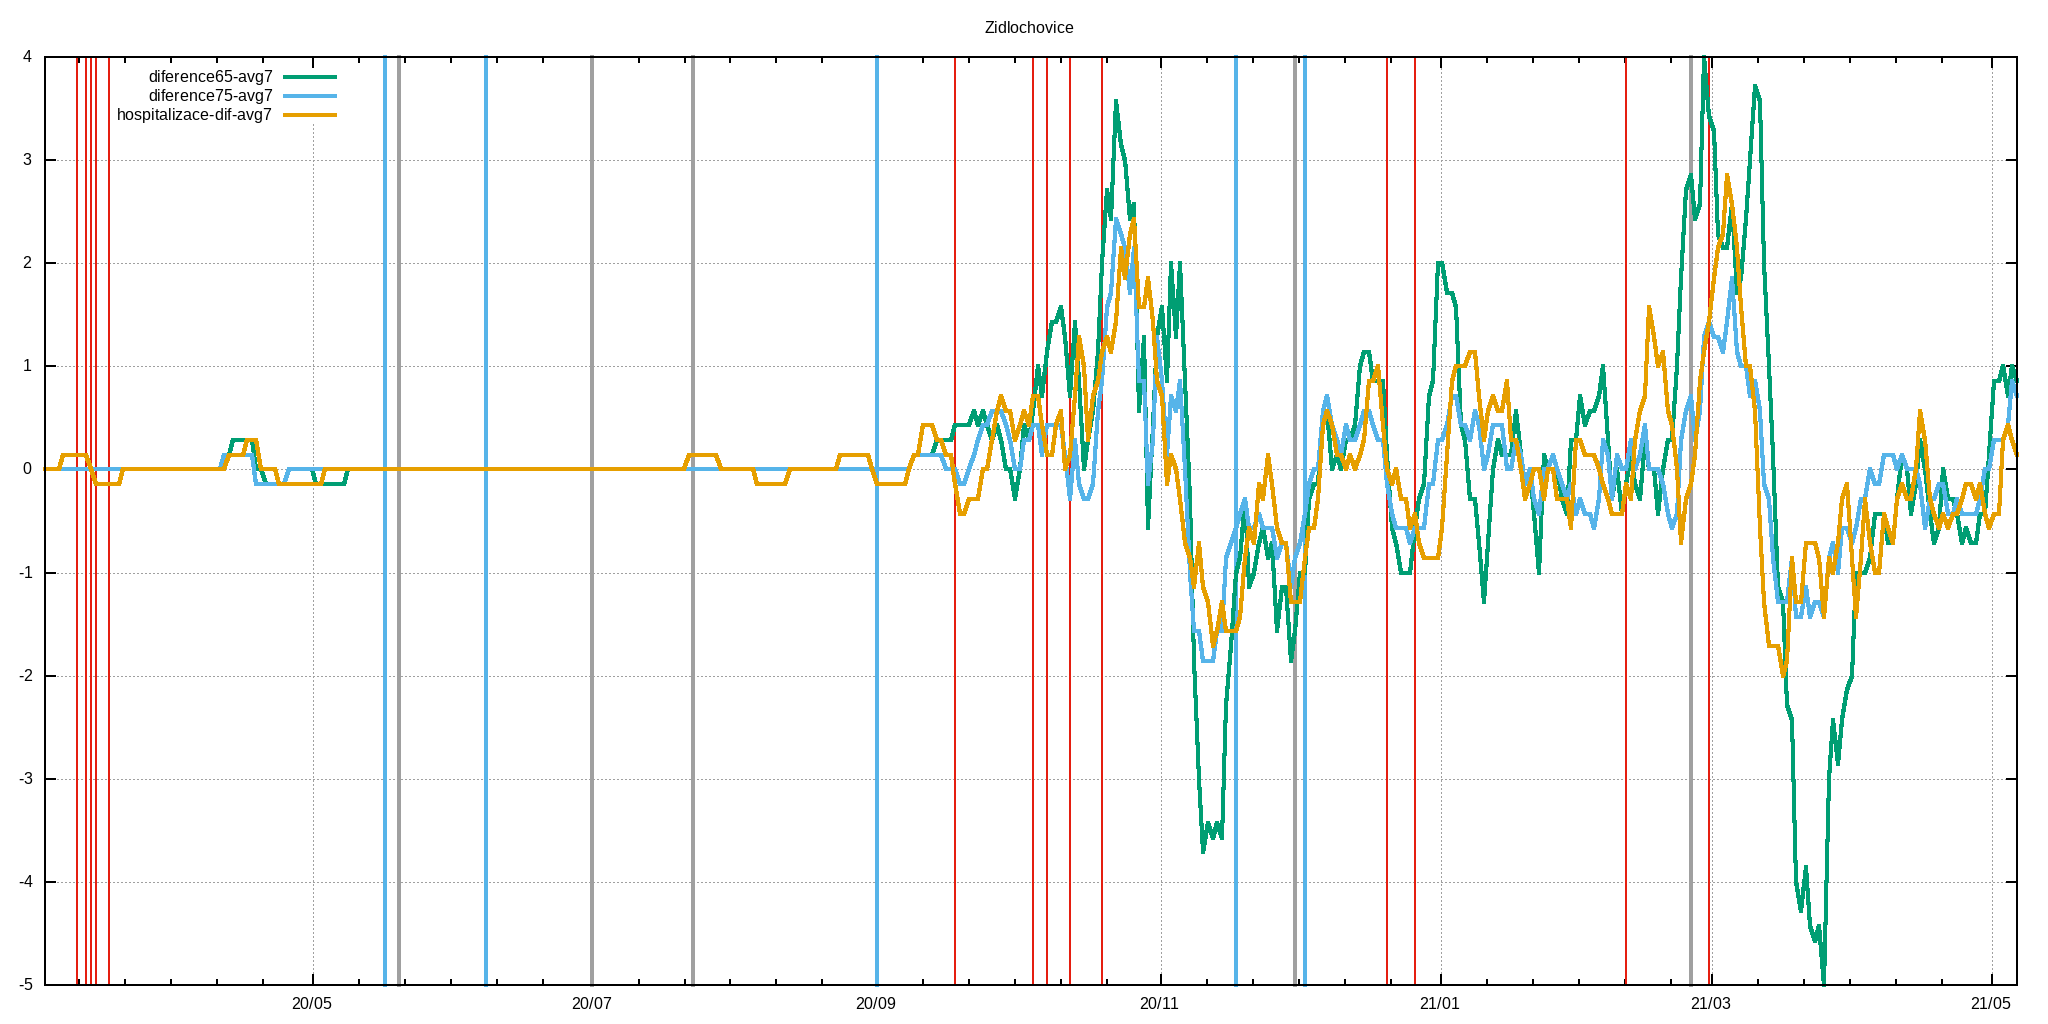 Zidlochovice
diference65-avg7
diference75-avg7
hospitalizace-dif-avg7
4
3
2
1
0
-1
-2
-3
-4
-5
20/05 20/07 20/09 20/11 21/01 21/03 21/05